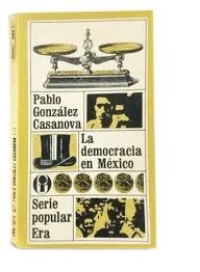 Pablo
González
Casanova
La
democracia
en México
Serie
popular
Era